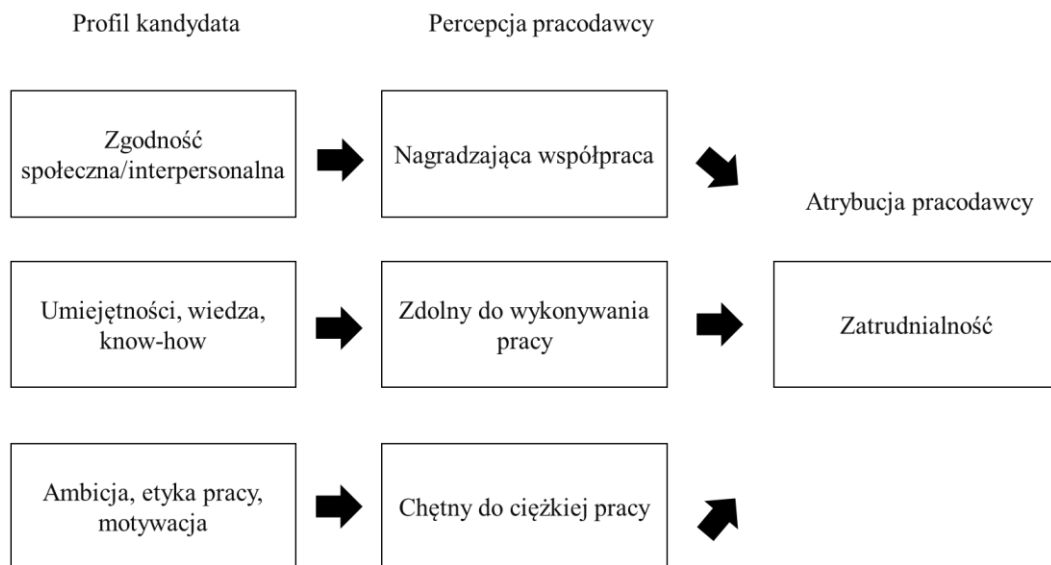 Profil kandydata
Percepcja pracodawcy
Zgodność
społeczna/interpersonalna
Nagradzająca współpraca
Atrybucja pracodawcy
Umiejętności, wiedza,
know-how
Zdolny do wykonywania
pracy
Zatrudnialność
Ambicja, etyka pracy,
motywacja
Chętny do ciężkiej pracy